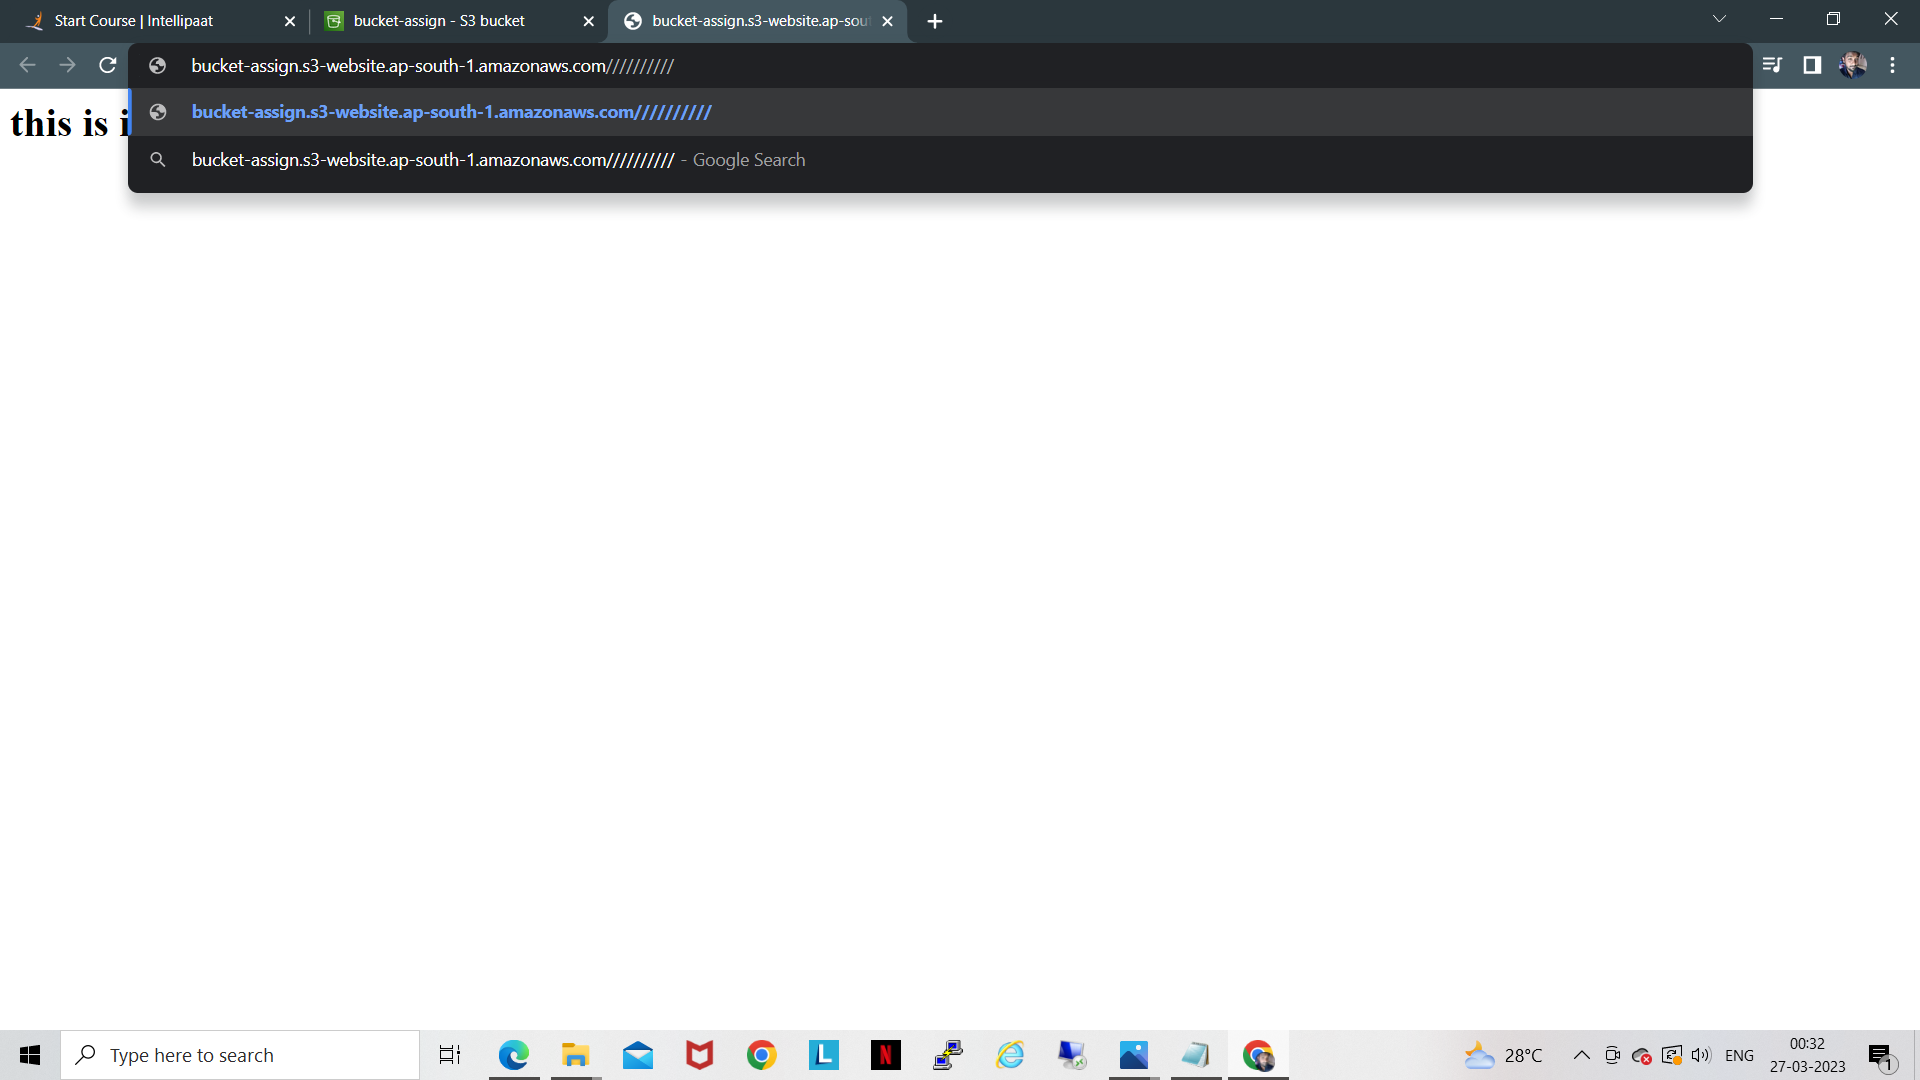 Start Course | Intellipaat
bucket-assign - S3 bucket
bucket-assign.s3-website.ap-sou
bucket-assign.s3-website.ap-south-1.amazonaws.com//////////
bucket-assign.s3-website.ap-south-1.amazonaws.com//////////
bucket-assign.s3-website.ap-south-1.amazonaws.com////////// - Google Search
this is i
Type here to search
L
N
28°C
ENG
00:32
27-03-2023
1